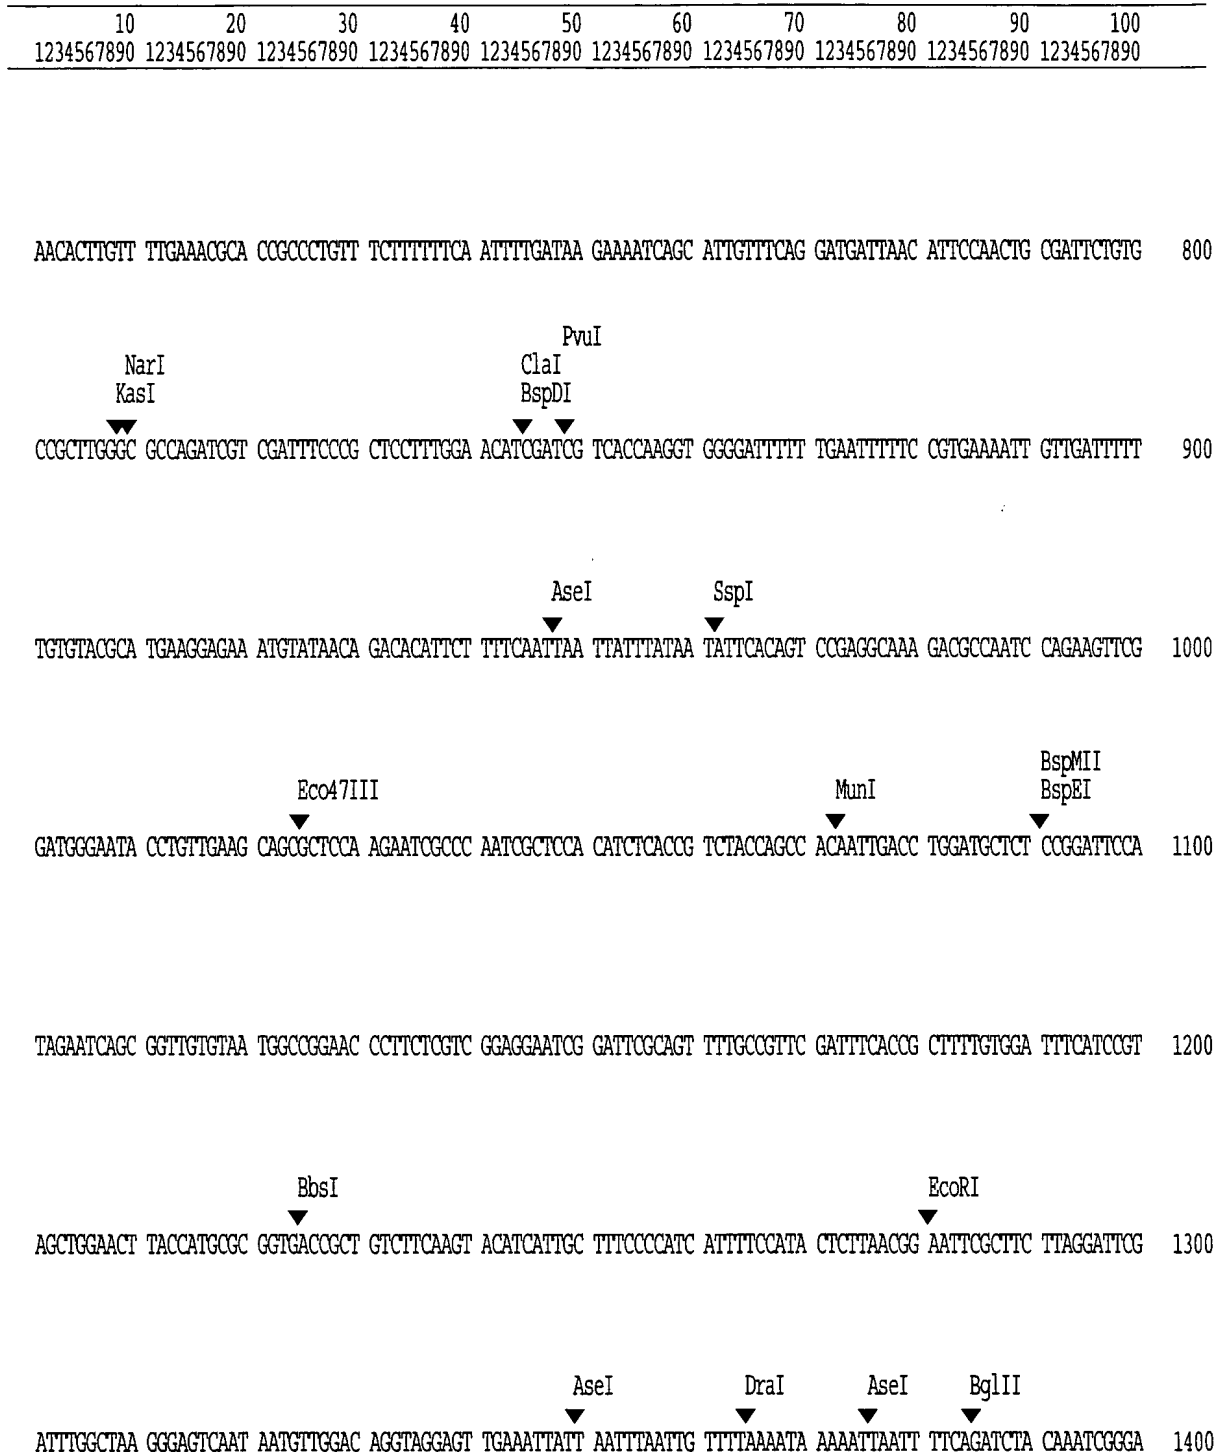 10 20 30 40 50 60 70 80 90 100
1234567890 1234567890 1234567890 1234567890 1234567890 1234567890 1234567890 1234567890 1234567890 1234567890
AACACTTGTT TTGAAACGCA CCGCCCTGTT TCTTTTTTCA ATTTTGATAA GAAAATCAGC ATTGTTTCAG GATGATTAAC ATTCCAACTG CGATTCTGTG 800
PvuI
NarI ClaI
KasI BspDI
CCGCTTGGGC GCCAGATCGT CGATTTCCCG CTCCTTTGGA ACATCGATCG TCACCAAGGT GGGGATTTTT TGAATTTTTC CGTGAAAATT GTTGATTTTT 900
AseI SspI
TGTGTACGCA TGAAGGAGAA ATGTATAACA GACACATTCT TTTCAATTAA TTATTTATAA TATTCACAGT CCGAGGCAAA GACGCCAATC CAGAAGTTCG 1000
BspMII
Eco47III MunI BspEI
GATGGGAATA CCTGTTGAAG CAGCGCTCCA AGAATCGCCC AATCGCTCCA CATCTCACCG TCTACCAGCC ACAATTGACC TGGATGCTCT CCGGATTCCA 1100
TAGAATCAGC GGTTGTGTAA TGGCCGGAAC CCTTCTCGTC GGAGGAATCG GATTCGCAGT TTTGCCGTTC GATTTCACCG CTTTTGTGGA TTTCATCCGT 1200
BbsI EcoRI
AGCTGGAACT TACCATGCGC GGTGACCGCT GTCTTCAAGT ACATCATTGC TTTCCCCATC ATTTTCCATA CTCTTAACGG AATTCGCTTC TTAGGATTCG 1300
AseI DraI AseI BglII
ATTTGGCTAA GGGAGTCAAT AATGTTGGAC AGGTAGGAGT TGAAATTATT AATTTAATTG TTTTAAAATA AAAATTAATT TTCAGATCTA CAAATCGGGA 1400